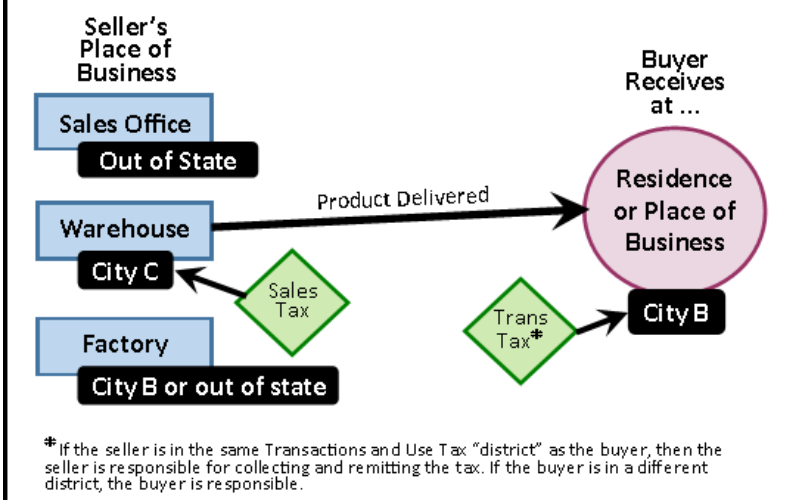 Seller's
Place of
Business
Sales Office
Out of State
Warehouse
City C
Sales
Tax
Factory
City B or out of state
Product Delivered
Buyer
Receives
at ...
Residence
or Place of
Business
City B
Trans
Tax*
*If the seller is in the same Transactions and Use Tax “district” as the buyer, then the
seller is responsible for collecting and remitting the tax. If the buyer is in a different
district, the buyer is responsible.